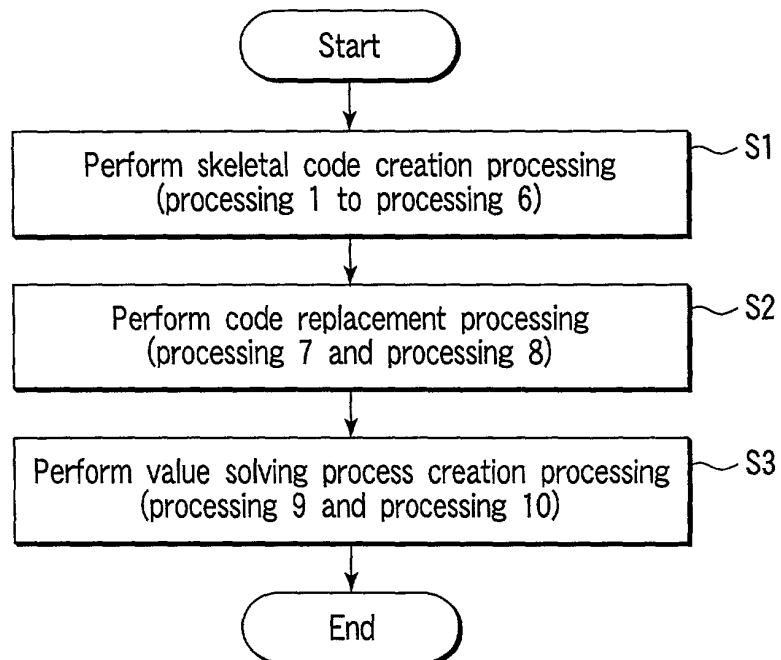 Start
Perform skeletal code creation processing
(processing 1 to processing 6)
S1
Perform code replacement processing
(processing 7 and processing 8)
S2
Perform value solving process creation processing
(processing 9 and processing 10)
S3
End